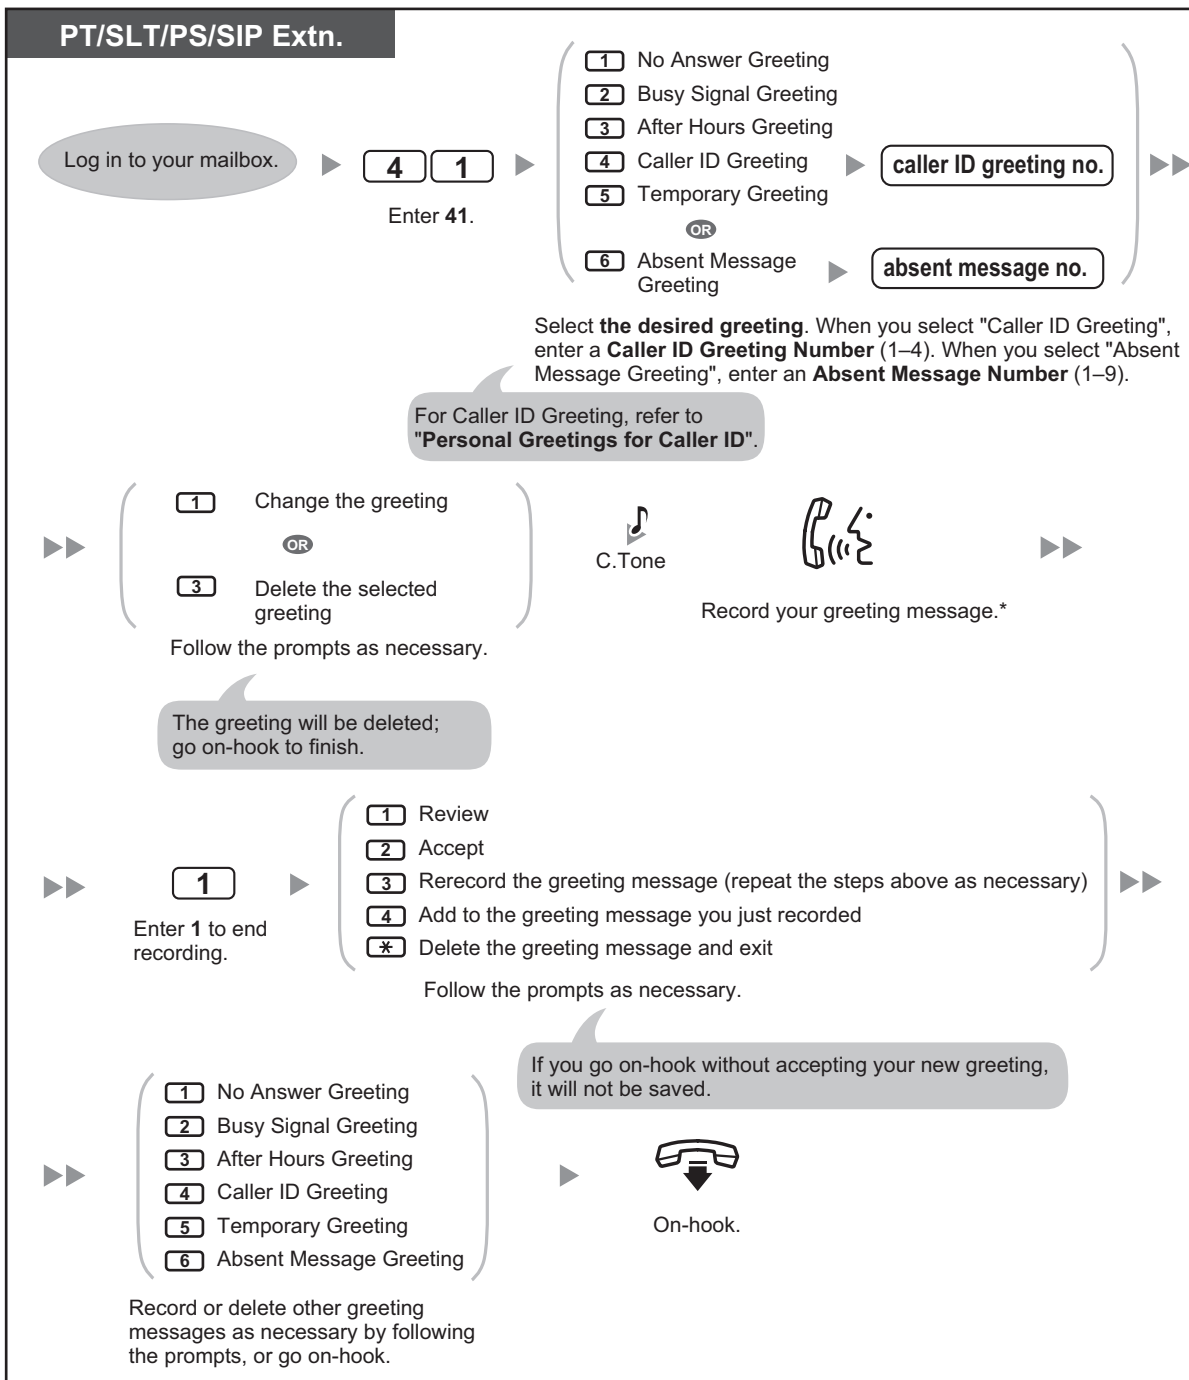 PT/SLT/PS/SIP Extn.
Log in to your mailbox.
4 1
Enter 41.
1 No Answer Greeting
2 Busy Signal Greeting
3 After Hours Greeting
4 Caller ID Greeting
caller ID greeting no.
5 Temporary Greeting
OR
6 Absent Message
Greeting
absent message no.
Select the desired greeting. When you select "Caller ID Greeting",
enter a Caller ID Greeting Number (1–4). When you select "Absent
Message Greeting", enter an Absent Message Number (1–9).
For Caller ID Greeting, refer to
"Personal Greetings for Caller ID".
1 Change the greeting
OR
3 Delete the selected
greeting
Follow the prompts as necessary.
C.Tone
Record your greeting message.*
The greeting will be deleted;
go on-hook to finish.
1
Enter 1 to end
recording.
1 Review
2 Accept
3 Rerecord the greeting message (repeat the steps above as necessary)
4 Add to the greeting message you just recorded
* Delete the greeting message and exit
Follow the prompts as necessary.
If you go on-hook without accepting your new greeting,
it will not be saved.
1 No Answer Greeting
2 Busy Signal Greeting
3 After Hours Greeting
4 Caller ID Greeting
5 Temporary Greeting
6 Absent Message Greeting
Record or delete other greeting
messages as necessary by following
the prompts, or go on-hook.
On-hook.